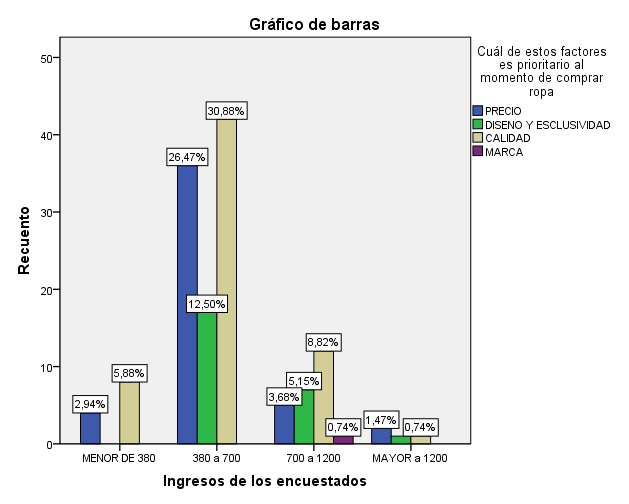 Gráfico de barras
Cuál de estos factores
es prioritario al
momento de comprar
ropa
PRECIO
DISENO Y ESCLUSIVIDAD
CALIDAD
MARCA
Recuento
50
40
30
20
10
0
2,94%
5,88%
26,47%
12,50%
30,88%
3,68%
5,15%
8,82%
0,74%
1,47%
0,74%
MENOR DE 380
380 a 700
700 a 1200
MAYOR a 1200
Ingresos de los encuestados